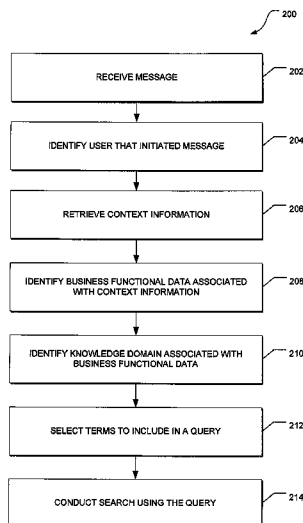 200
RECEIVE MESSAGE
202
IDENTIFY USER THAT INITIATED MESSAGE
204
RETRIEVE CONTEXT INFORMATION
206
IDENTIFY BUSINESS FUNCTIONAL DATA ASSOCIATED
WITH CONTEXT INFORMATION
208
IDENTIFY KNOWLEDGE DOMAIN ASSOCIATED WITH
BUSINESS FUNCTIONAL DATA
210
SELECT TERMS TO INCLUDE IN A QUERY
212
CONDUCT SEARCH USING THE QUERY
214